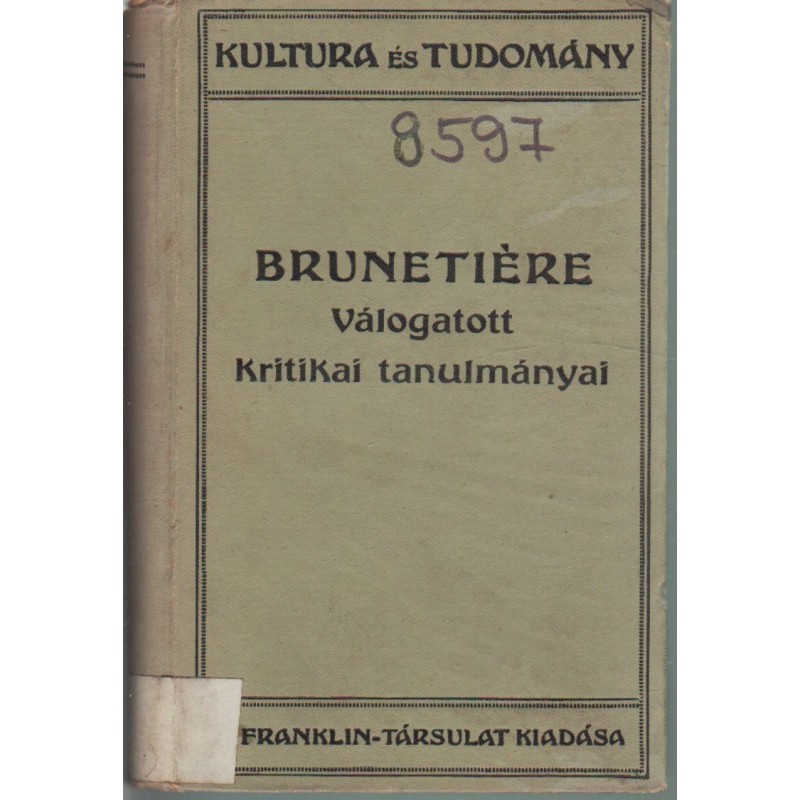 KULTURA és TUDOMÁNY
8597
BRUNETIÈRE
Válogatott
Kritikai tanulmányai
FRANKLIN-TÁRSULAT KIADÁSA